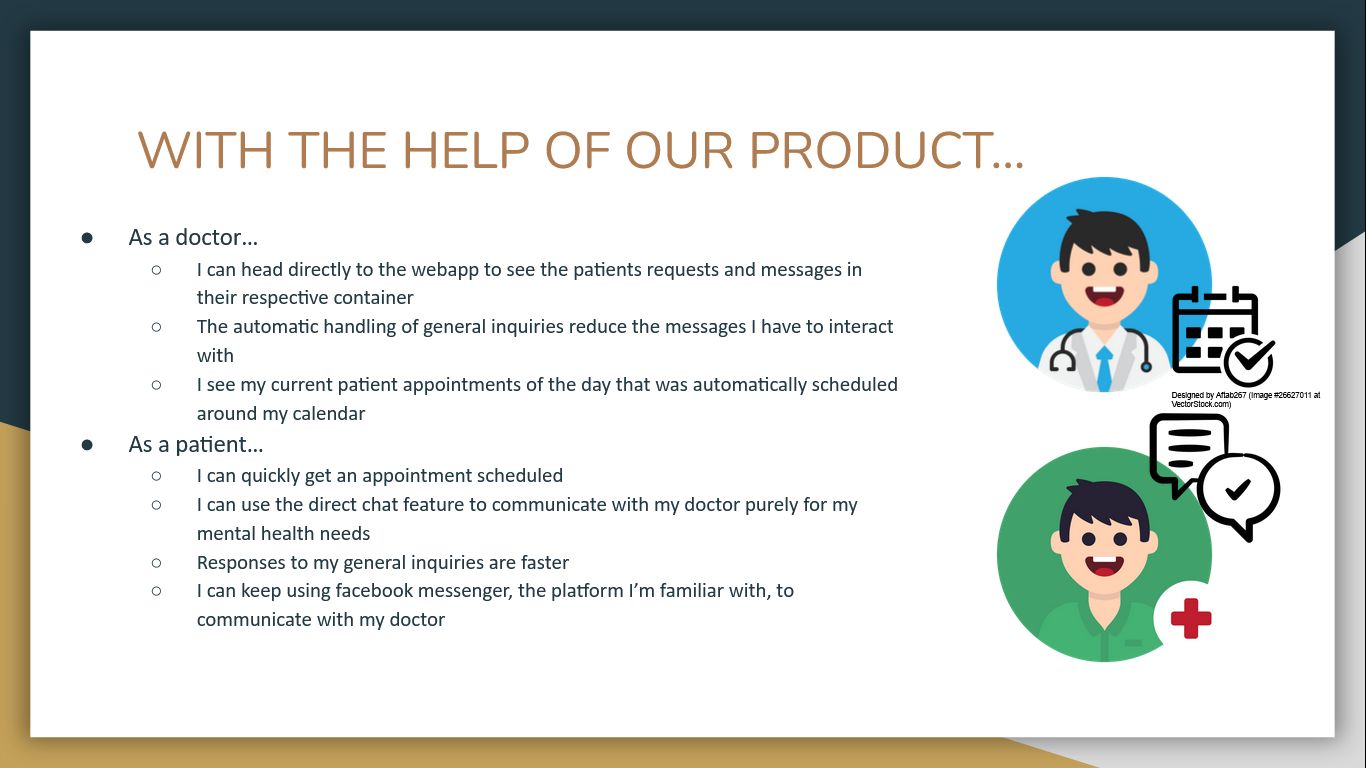 WITH THE HELP OF OUR PRODUCT...
● As a doctor…
○ I can head directly to the webapp to see the patients requests and messages in
their respective container
○ The automatic handling of general inquiries reduce the messages I have to interact
with
○ I see my current patient appointments of the day that was automatically scheduled
around my calendar
● As a patient…
○ I can quickly get an appointment scheduled
○ I can use the direct chat feature to communicate with my doctor purely for my
mental health needs
○ Responses to my general inquiries are faster
○ I can keep using facebook messenger, the platform I’m familiar with, to
communicate with my doctor
Designed by Aftab267 (Image #26627011 at
VectorStock.com)